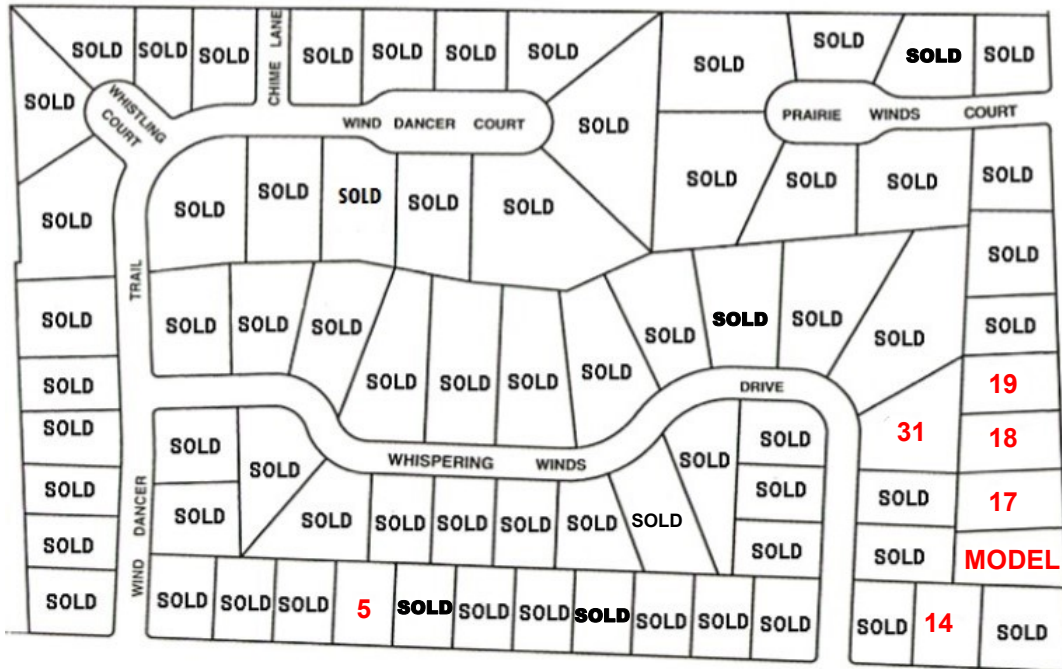 SOLD SOLD SOLD CHIME LANE SOLD SOLD SOLD SOLD SOLD SOLD SOLD SOLD
SOLD WHISTLING COURT WIND DANCER COURT SOLD PRAIRIE WINDS COURT
SOLD SOLD SOLD SOLD SOLD SOLD SOLD SOLD SOLD SOLD
SOLD TRAIL SOLD
SOLD SOLD SOLD SOLD SOLD SOLD SOLD SOLD SOLD
SOLD SOLD SOLD SOLD SOLD DRIVE 19
SOLD SOLD SOLD 31 18
SOLD SOLD WHISPERING WINDS SOLD
SOLD SOLD SOLD SOLD 17
SOLD WIND DANCER SOLD SOLD SOLD SOLD SOLD SOLD
SOLD SOLD MODEL
SOLD SOLD SOLD SOLD 5 SOLD SOLD SOLD SOLD SOLD SOLD SOLD SOLD 14 SOLD